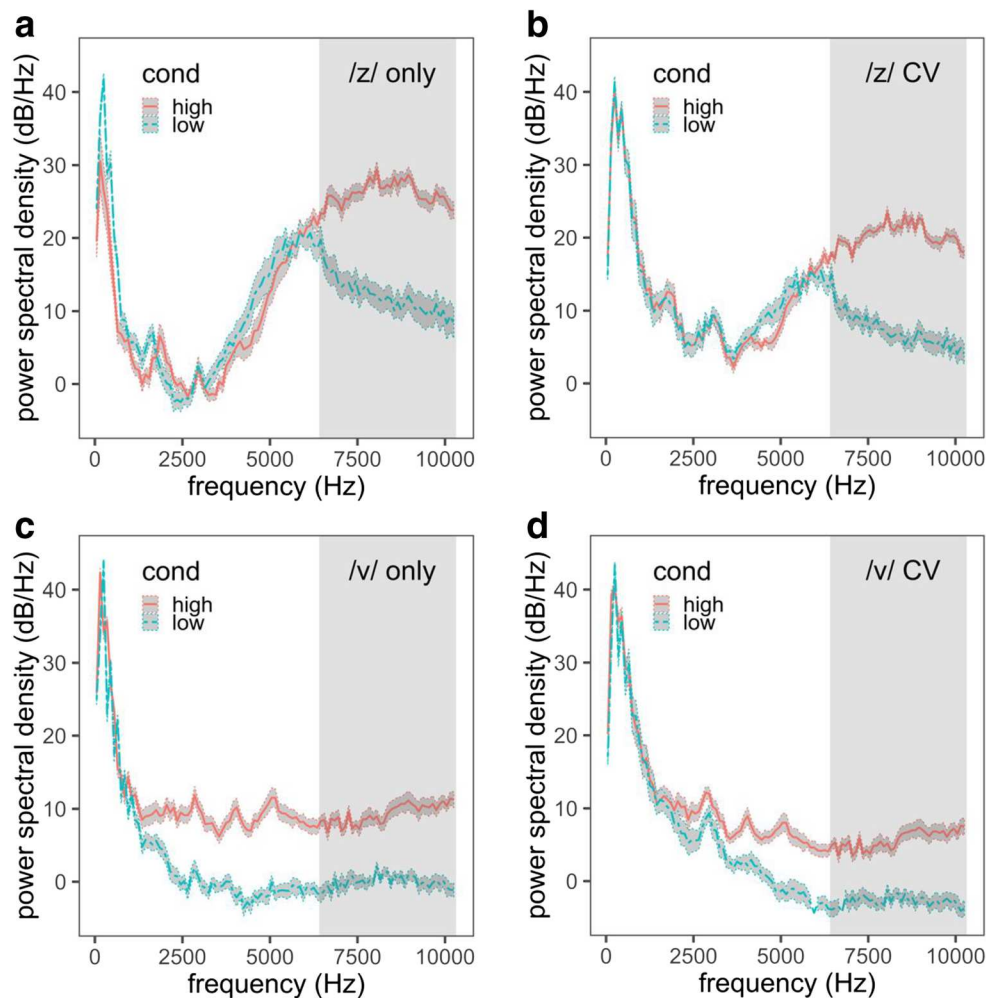 a
cond
high
low
/z/ only
power spectral density (dB/Hz)
40
30
20
10
0
0 2500 5000 7500 10000
frequency (Hz)
b
cond
high
low
/z/ CV
power spectral density (dB/Hz)
40
30
20
10
0
0 2500 5000 7500 10000
frequency (Hz)
c
cond
high
low
/v/ only
power spectral density (dB/Hz)
40
30
20
10
0
0 2500 5000 7500 10000
frequency (Hz)
d
cond
high
low
/v/ CV
power spectral density (dB/Hz)
40
30
20
10
0
0 2500 5000 7500 10000
frequency (Hz)